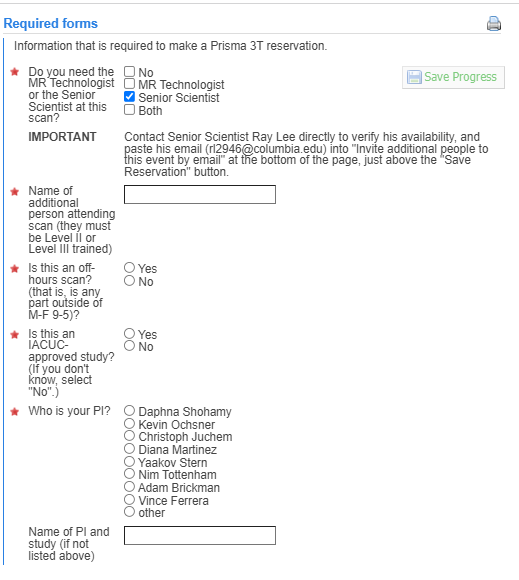 Required forms
Information that is required to make a Prisma 3T reservation.
Do you need the
MR Technologist
or the Senior
Scientist at this
scan?
No
MR Technologist
Senior Scientist
Both
Save Progress
IMPORTANT
Contact Senior Scientist Ray Lee directly to verify his availability, and
paste his email (rl2946@columbia.edu) into "Invite additional people to
this event by email" at the bottom of the page, just above the "Save
Reservation" button.
Name of
additional
person attending
scan (they must
be Level II or
Level III trained)
Is this an off-
hours scan?
(that is, is any
part outside of
M-F 9-5)?
Yes
No
Is this an
IACUC-
approved study?
(If you don't
know, select
"No".)
Yes
No
Who is your PI?
Daphna Shohamy
Kevin Ochsner
Christoph Juchem
Diana Martinez
Yaakov Stern
Nim Tottenham
Adam Brickman
Vince Ferrera
other
Name of PI and
study (if not
listed above)